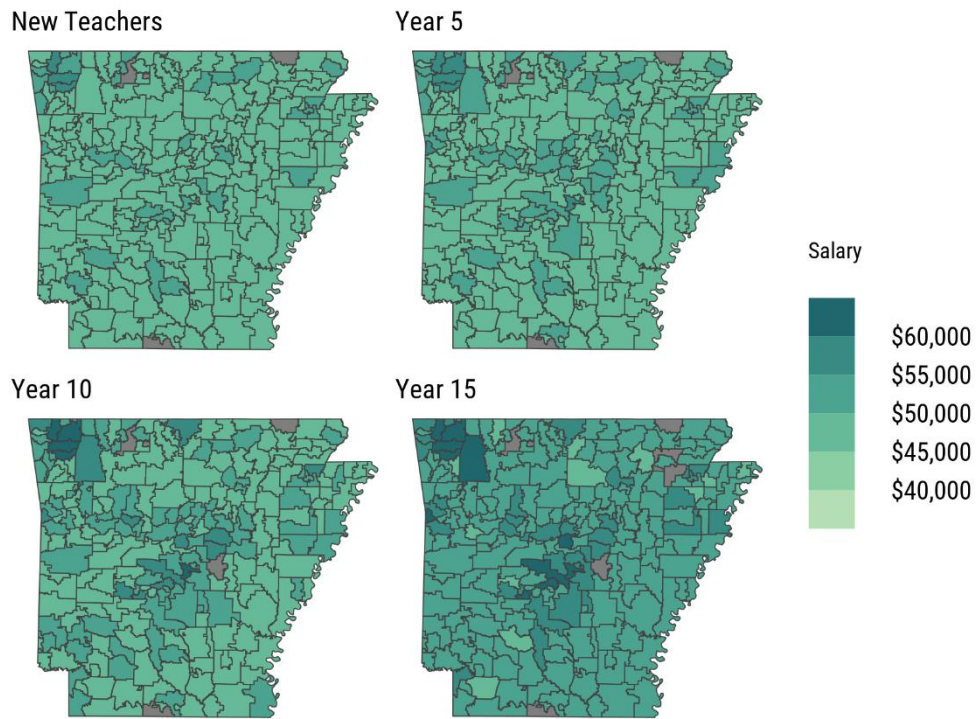 New Teachers
Year 5
Year 10
Year 15
Salary
$60,000
$55,000
$50,000
$45,000
$40,000